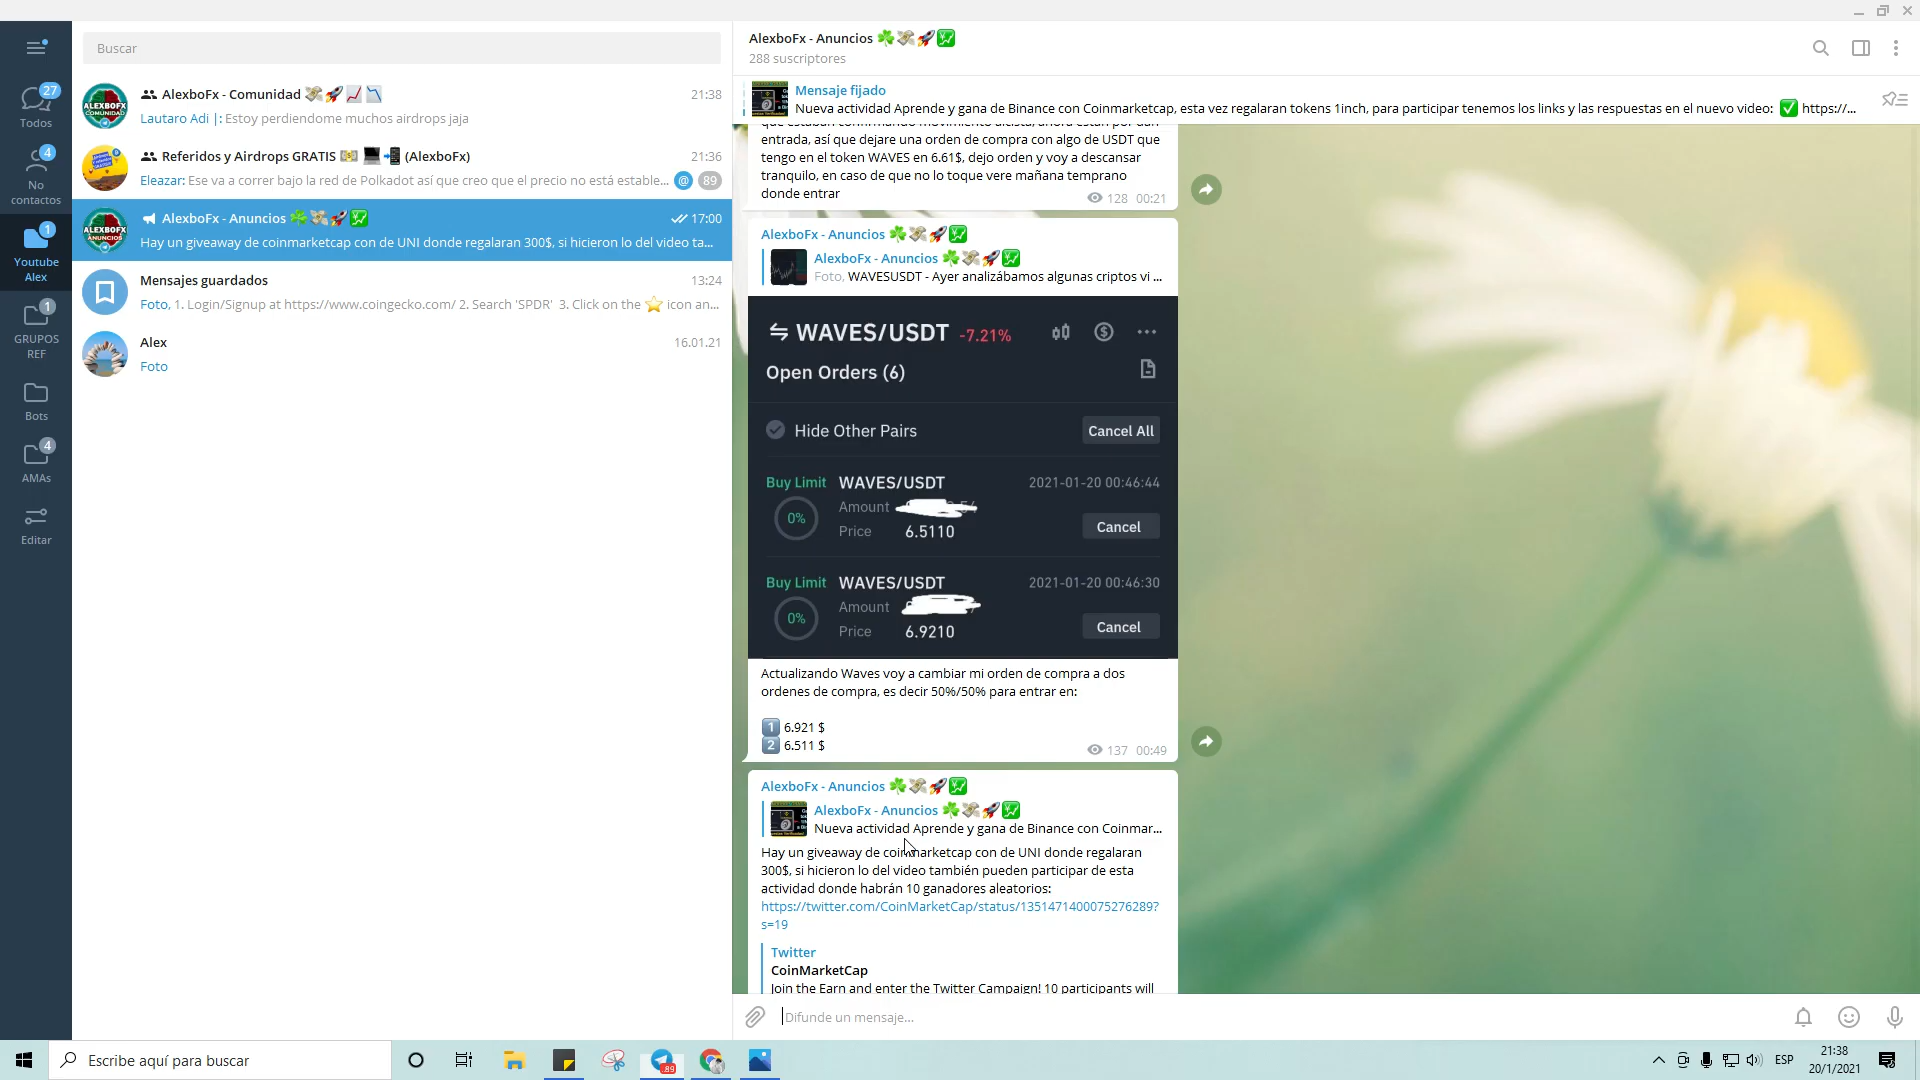 Buscar
27
Todos
4
No
contactos
1
Youtube
Alex
1
GRUPOS
REF
Bots
4
AMAs
Editar
AlexboFx - Comunidad
21:38
Lautaro Adi |: Estoy perdiendome muchos airdrops jaja
Referidos y Airdrops GRATIS (AlexboFx)
21:36
Eleazar: Ese va a correr bajo la red de Polkadot así que creo que el precio no está estable...
@ 89
AlexboFx - Anuncios
17:00
Hay un giveaway de coinmarketcap con de UNI donde regalaran 300$, si hicieron lo del video ta...
Mensajes guardados
13:24
Foto, 1. Login/Signup at https://www.coingecko.com/ 2. Search 'SPDR' 3. Click on the ⭐ icon an...
Alex
16.01.21
Foto
ALEXBOFX
COMUNIDAD
ALEXBOFX
ANUNCIOS
AlexboFx - Anuncios
288 suscriptores
Mensaje fijado
Nueva actividad Aprende y gana de Binance con Coinmarketcap, esta vez regalaran tokens 1inch, para participar tenemos los links y las respuestas en el nuevo video: ✅ https://...
que estaban confirmando movimiento alcista, ahora están por dar
entrada, así que dejare una orden de compra con algo de USDT que
tengo en el token WAVES en 6.61$, dejo orden y voy a descansar
tranquilo, en caso de que no lo toque vere mañana temprano
donde entrar
128 00:21
AlexboFx - Anuncios
AlexboFx - Anuncios
Foto, WAVESUSDT - Ayer analizábamos algunas criptos vi ...
WAVES/USDT -7.21%
Open Orders (6)
Hide Other Pairs
Cancel All
Buy Limit WAVES/USDT 2021-01-20 00:46:44
Amount
0%
Price 6.5110
Cancel
Buy Limit WAVES/USDT 2021-01-20 00:46:30
Amount
0%
Price 6.9210
Cancel
Actualizando Waves voy a cambiar mi orden de compra a dos
ordenes de compra, es decir 50%/50% para entrar en:
1 6.921 $
2 6.511 $
137 00:49
AlexboFx - Anuncios
AlexboFx - Anuncios
Nueva actividad Aprende y gana de Binance con Coinmar...
Hay un giveaway de coinmarketcap con de UNI donde regalaran
300$, si hicieron lo del video también pueden participar de esta
actividad donde habrán 10 ganadores aleatorios:
https://twitter.com/CoinMarketCap/status/1351471400075276289?
s=19
Twitter
CoinMarketCap
Join the Earn and enter the Twitter Campaign! 10 participants will
Difunde un mensaje...
Escribe aquí para buscar
89
ESP
21:38
20/1/2021